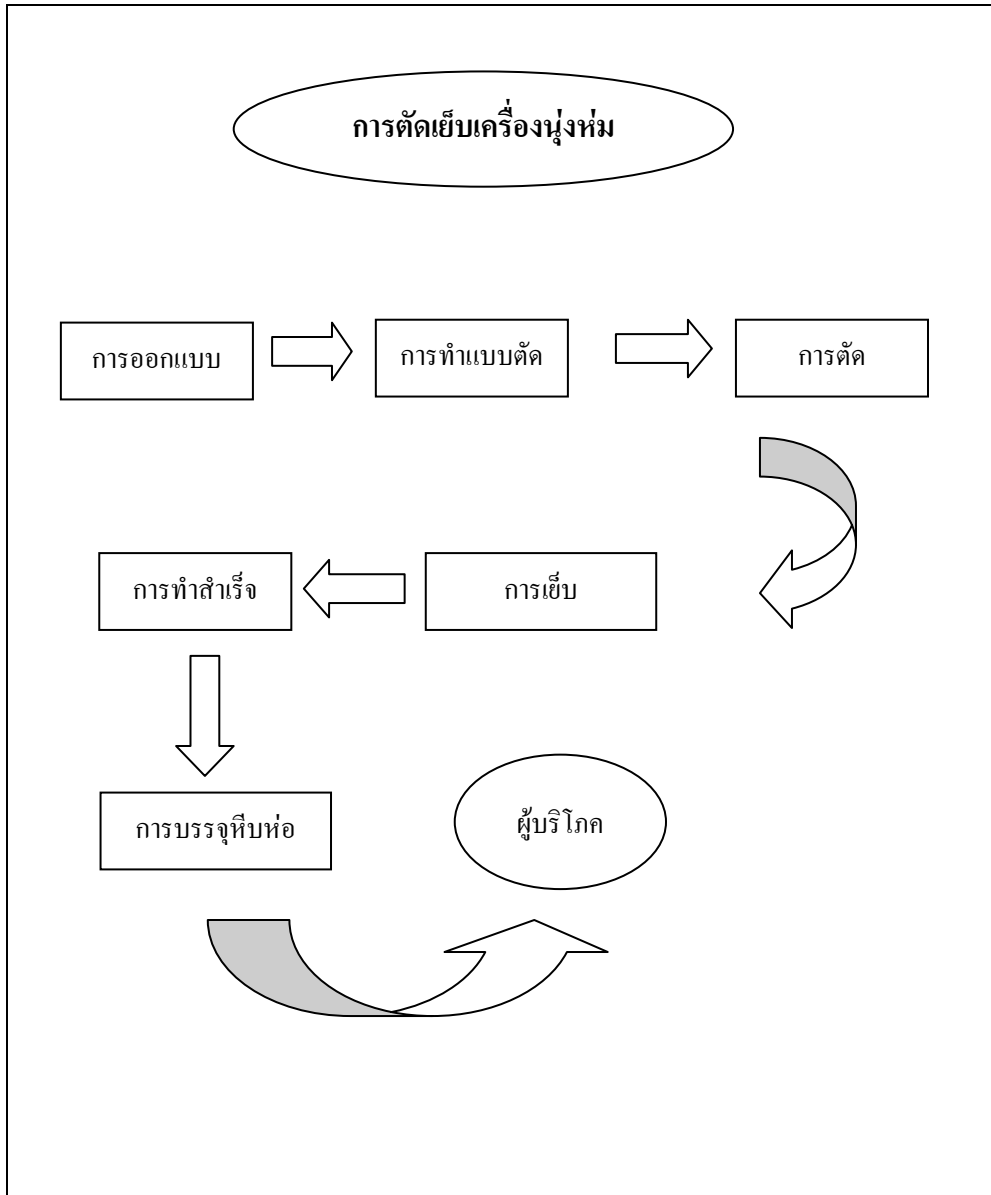 การตัดเย็บเครื่องนุ่งห่ม
การออกแบบ
การทำแบบตัด
การตัด
การเย็บ
การทำสำเร็จ
การบรรจุหีบห่อ
ผู้บริโภค